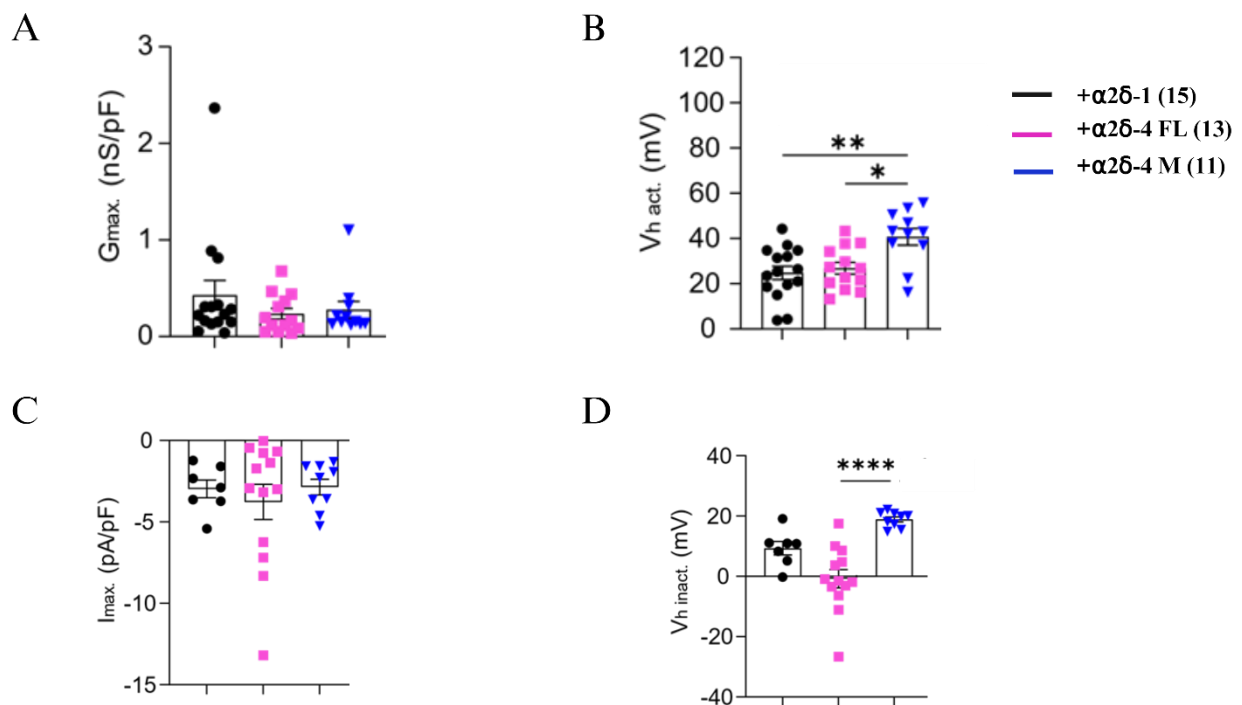 A
Gmax. (nS/pF)
3
2
1
0
B
Vh act. (mV)
120
100
80
60
40
20
0
**
*
+α2δ-1 (15)
+α2δ-4 FL (13)
+α2δ-4 M (11)
C
Imax. (pA/pF)
0
-5
-10
-15
D
Vh inact. (mV)
40
20
0
-20
-40
****